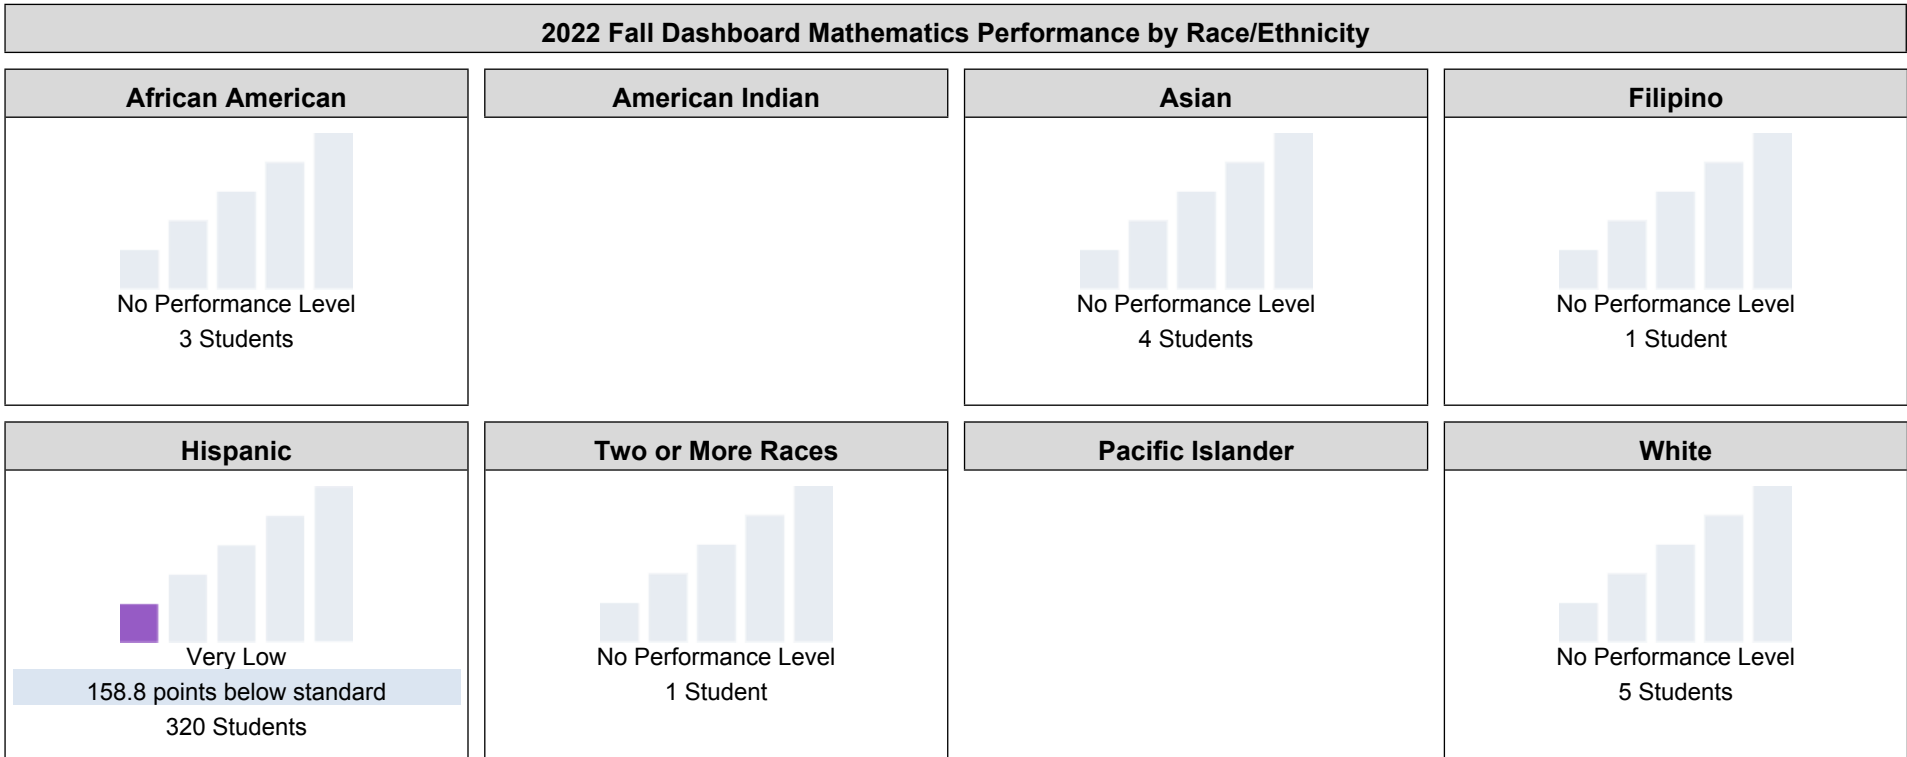 2022 Fall Dashboard Mathematics Performance by Race/Ethnicity
African American
No Performance Level
3 Students
American Indian
Asian
No Performance Level
4 Students
Filipino
No Performance Level
1 Student
Hispanic
Very Low
158.8 points below standard
320 Students
Two or More Races
No Performance Level
1 Student
Pacific Islander
White
No Performance Level
5 Students